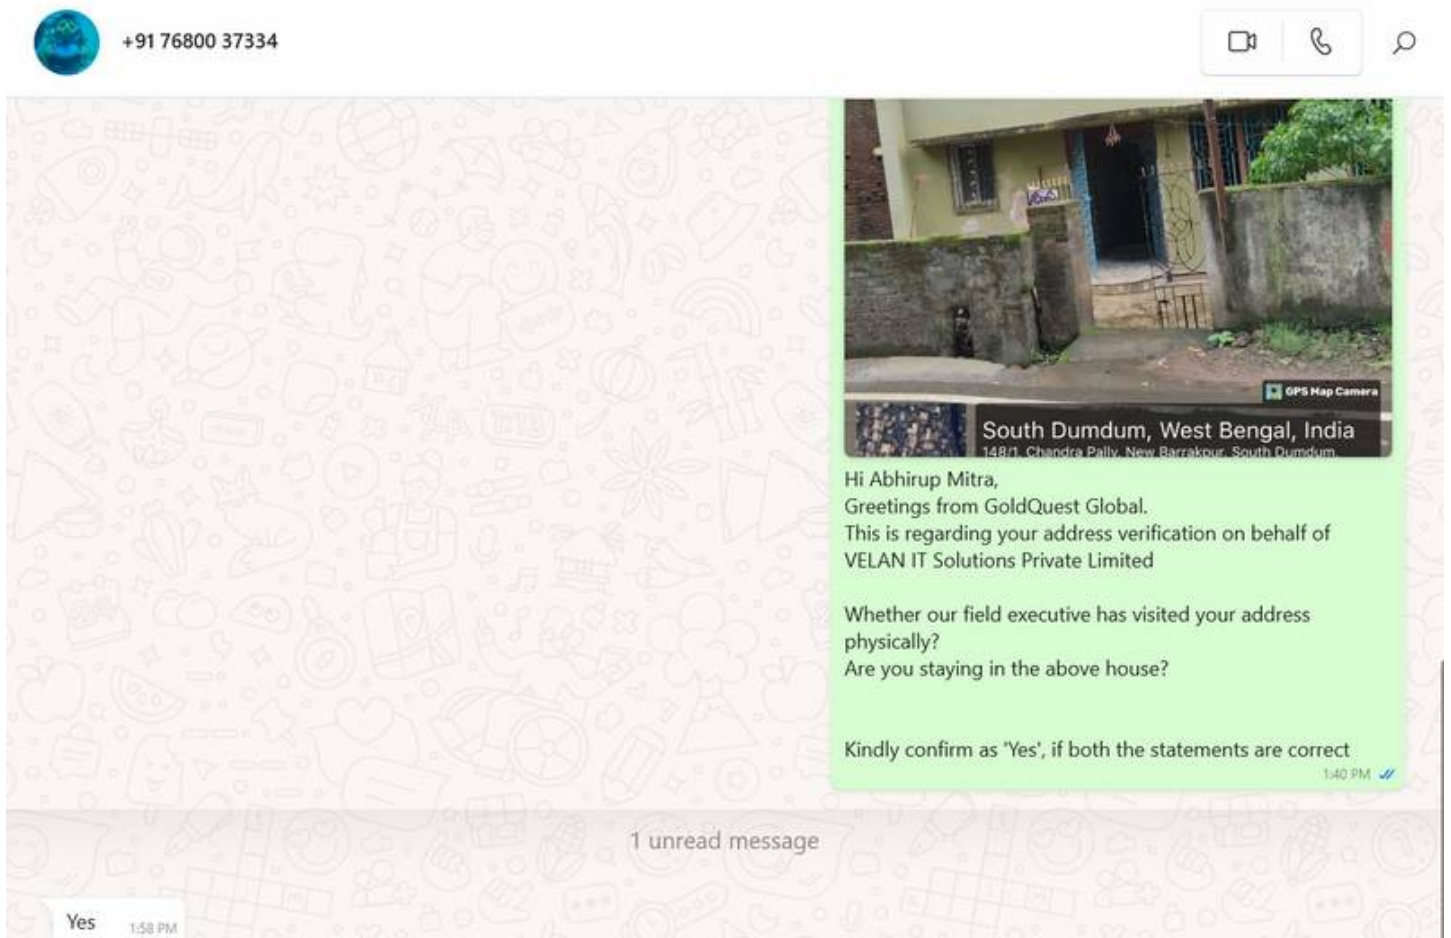 +91 76800 37334
GPS Map Camera
South Dumdum, West Bengal, India
148/1, Chandra Pally, New Barrakpur, South Dumdum,
Hi Abhirup Mitra,
Greetings from GoldQuest Global.
This is regarding your address verification on behalf of
VELAN IT Solutions Private Limited
Whether our field executive has visited your address
physically?
Are you staying in the above house?
Kindly confirm as 'Yes', if both the statements are correct
1:40 PM
1 unread message
Yes
1:58 PM